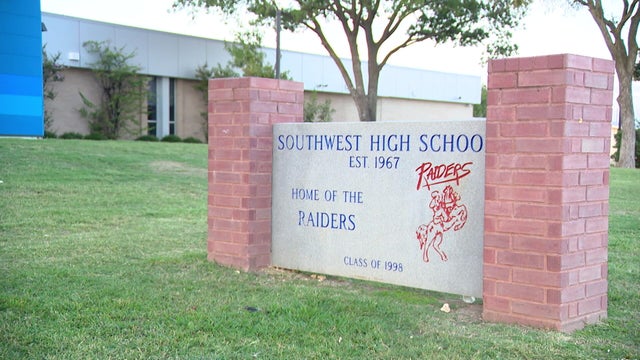 SOUTHWEST HIGH SCHOO
EST. 1967
RAIDERS
HOME OF THE
RAIDERS
CLASS OF 1998